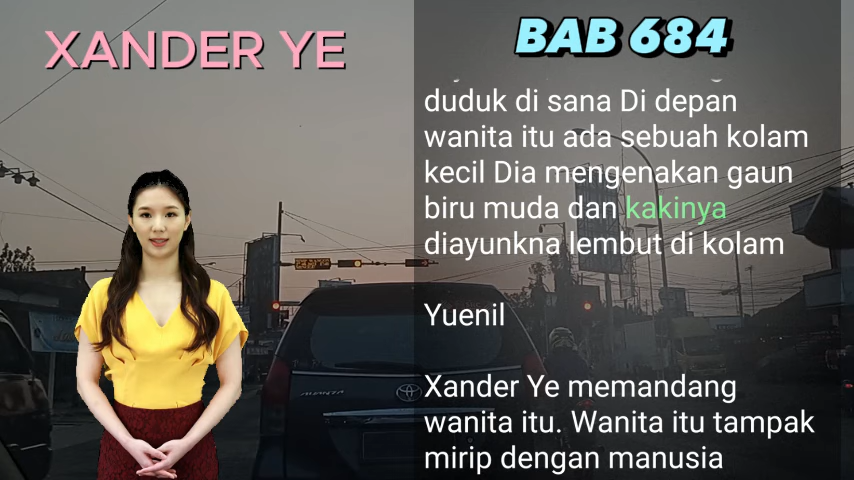 XANDER YE
BAB 684
duduk di sana Di depan
wanita itu ada sebuah kolam
kecil Dia mengenakan gaun
biru muda dan kakinya
diayunkna lembut di kolam
Yuenil
Xander Ye memandang
wanita itu. Wanita itu tampak
mirip dengan manusia
AVANZA